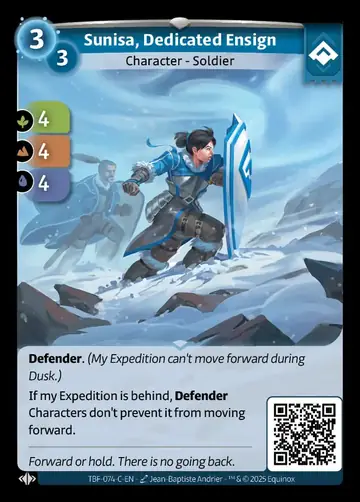 3
3
Sunisa, Dedicated Ensign
Character - Soldier
4
4
4
Defender. (My Expedition can't move forward during
Dusk.)
If my Expedition is behind, Defender
Characters don't prevent it from moving
forward.
Forward or hold. There is no going back.
TBF-074-C-EN - Jean-Baptiste Andrier - ™ & © 2025 Equinox